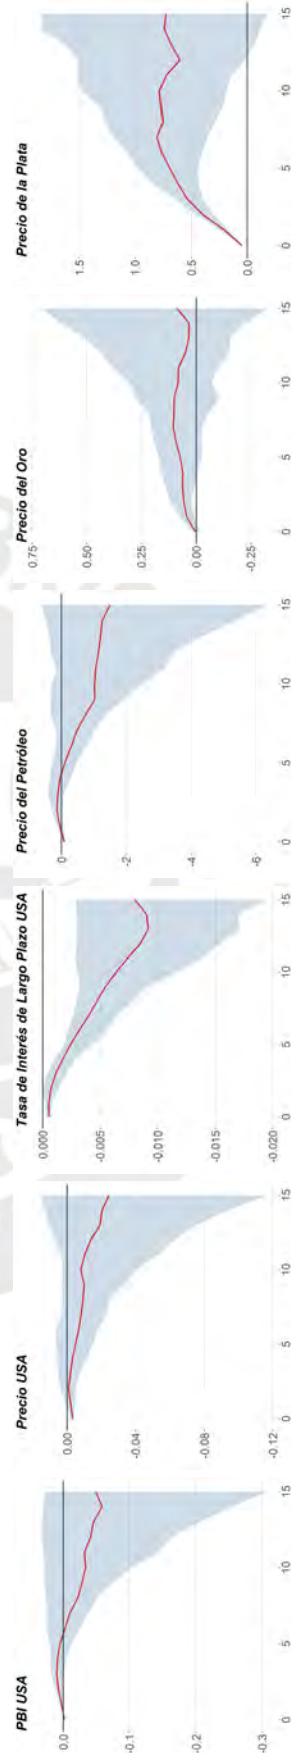 PBI USA
0.0
-0.1
-0.2
-0.3
0 5 10 15
Precio USA
0.00
-0.04
-0.08
-0.12
0 5 10 15
Tasa de Interés de Largo Plazo USA
0.000
-0.005
-0.010
-0.015
-0.020
0 5 10 15
Precio del Petróleo
0
-2
-4
-6
0 5 10 15
Precio del Oro
0.75
0.50
0.25
0.00
-0.25
0 5 10 15
Precio de la Plata
1.5
1.0
0.5
0.0
0 5 10 15